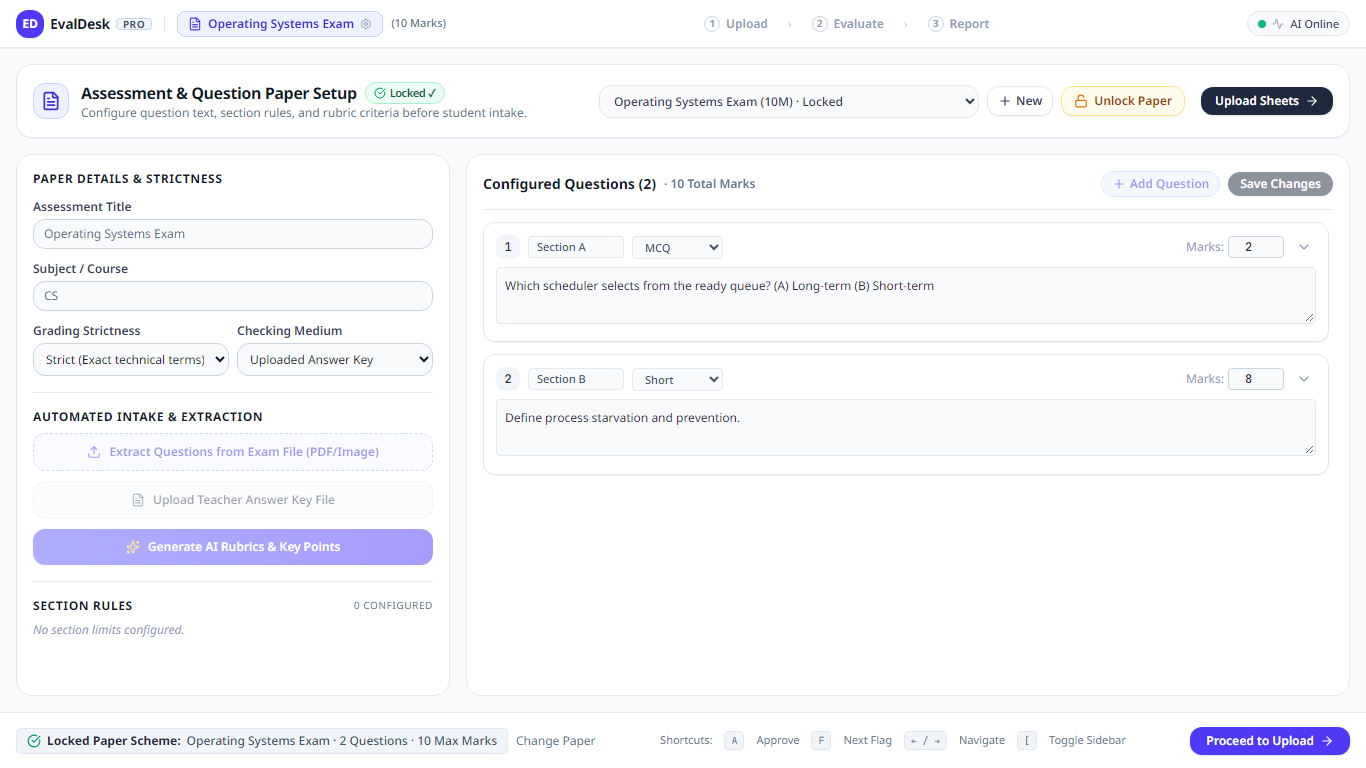 ED EvalDesk PRO Operating Systems Exam (10 Marks) 1 Upload › 2 Evaluate › 3 Report AI Online
Assessment & Question Paper Setup Locked ✓
Configure question text, section rules, and rubric criteria before student intake.
Operating Systems Exam (10M) · Locked + New Unlock Paper Upload Sheets →
PAPER DETAILS & STRICTNESS
Assessment Title
Operating Systems Exam
Subject / Course
CS
Grading Strictness Checking Medium
Strict (Exact technical terms) Uploaded Answer Key
AUTOMATED INTAKE & EXTRACTION
Extract Questions from Exam File (PDF/Image)
Upload Teacher Answer Key File
Generate AI Rubrics & Key Points
SECTION RULES 0 CONFIGURED
No section limits configured.
Configured Questions (2) · 10 Total Marks + Add Question Save Changes
1 Section A MCQ Marks: 2
Which scheduler selects from the ready queue? (A) Long-term (B) Short-term
2 Section B Short Marks: 8
Define process starvation and prevention.
Locked Paper Scheme: Operating Systems Exam · 2 Questions · 10 Max Marks Change Paper Shortcuts: A Approve F Next Flag ← / → Navigate [ Toggle Sidebar Proceed to Upload →